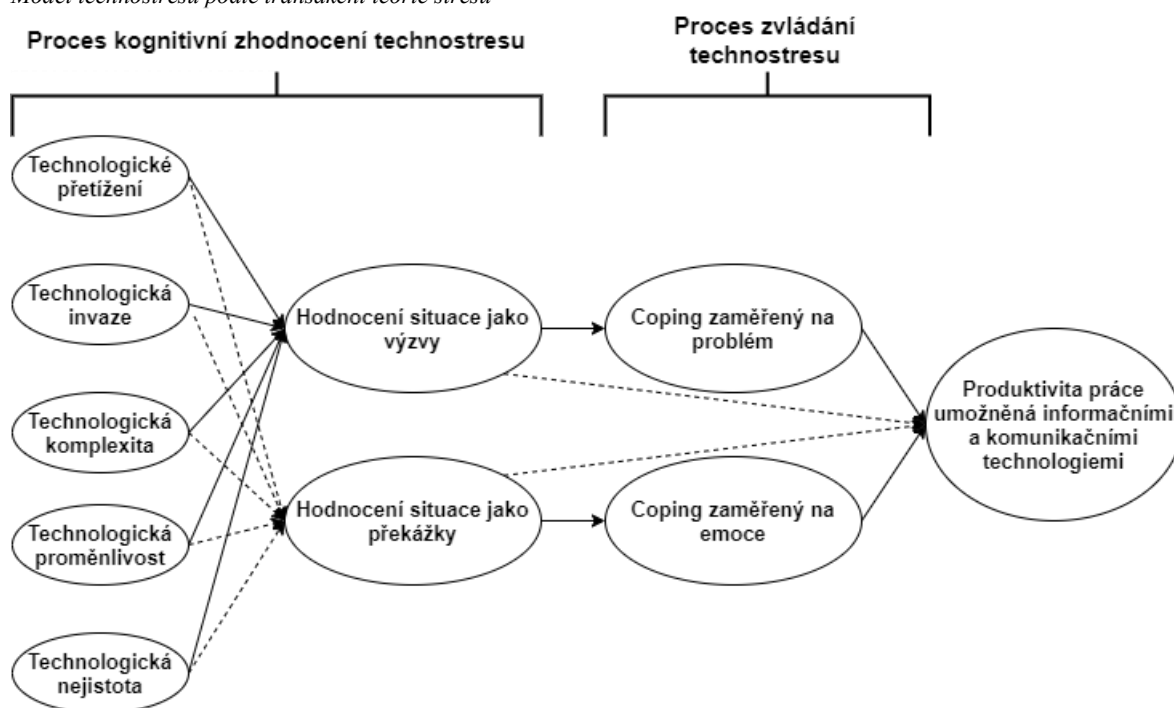 Model technostresu podle transakční teorie stresu
Proces kognitivní zhodnocení technostresu
Proces zvládání
technostresu
Technologické
přetížení
Technologická
invaze
Technologická
komplexita
Technologická
proměnlivost
Technologická
nejistota
Hodnocení situace jako
výzvy
Hodnocení situace jako
překážky
Coping zaměřený na
problém
Coping zaměřený na
emoce
Produktivita práce
umožněná informačními
a komunikačními
technologiemi